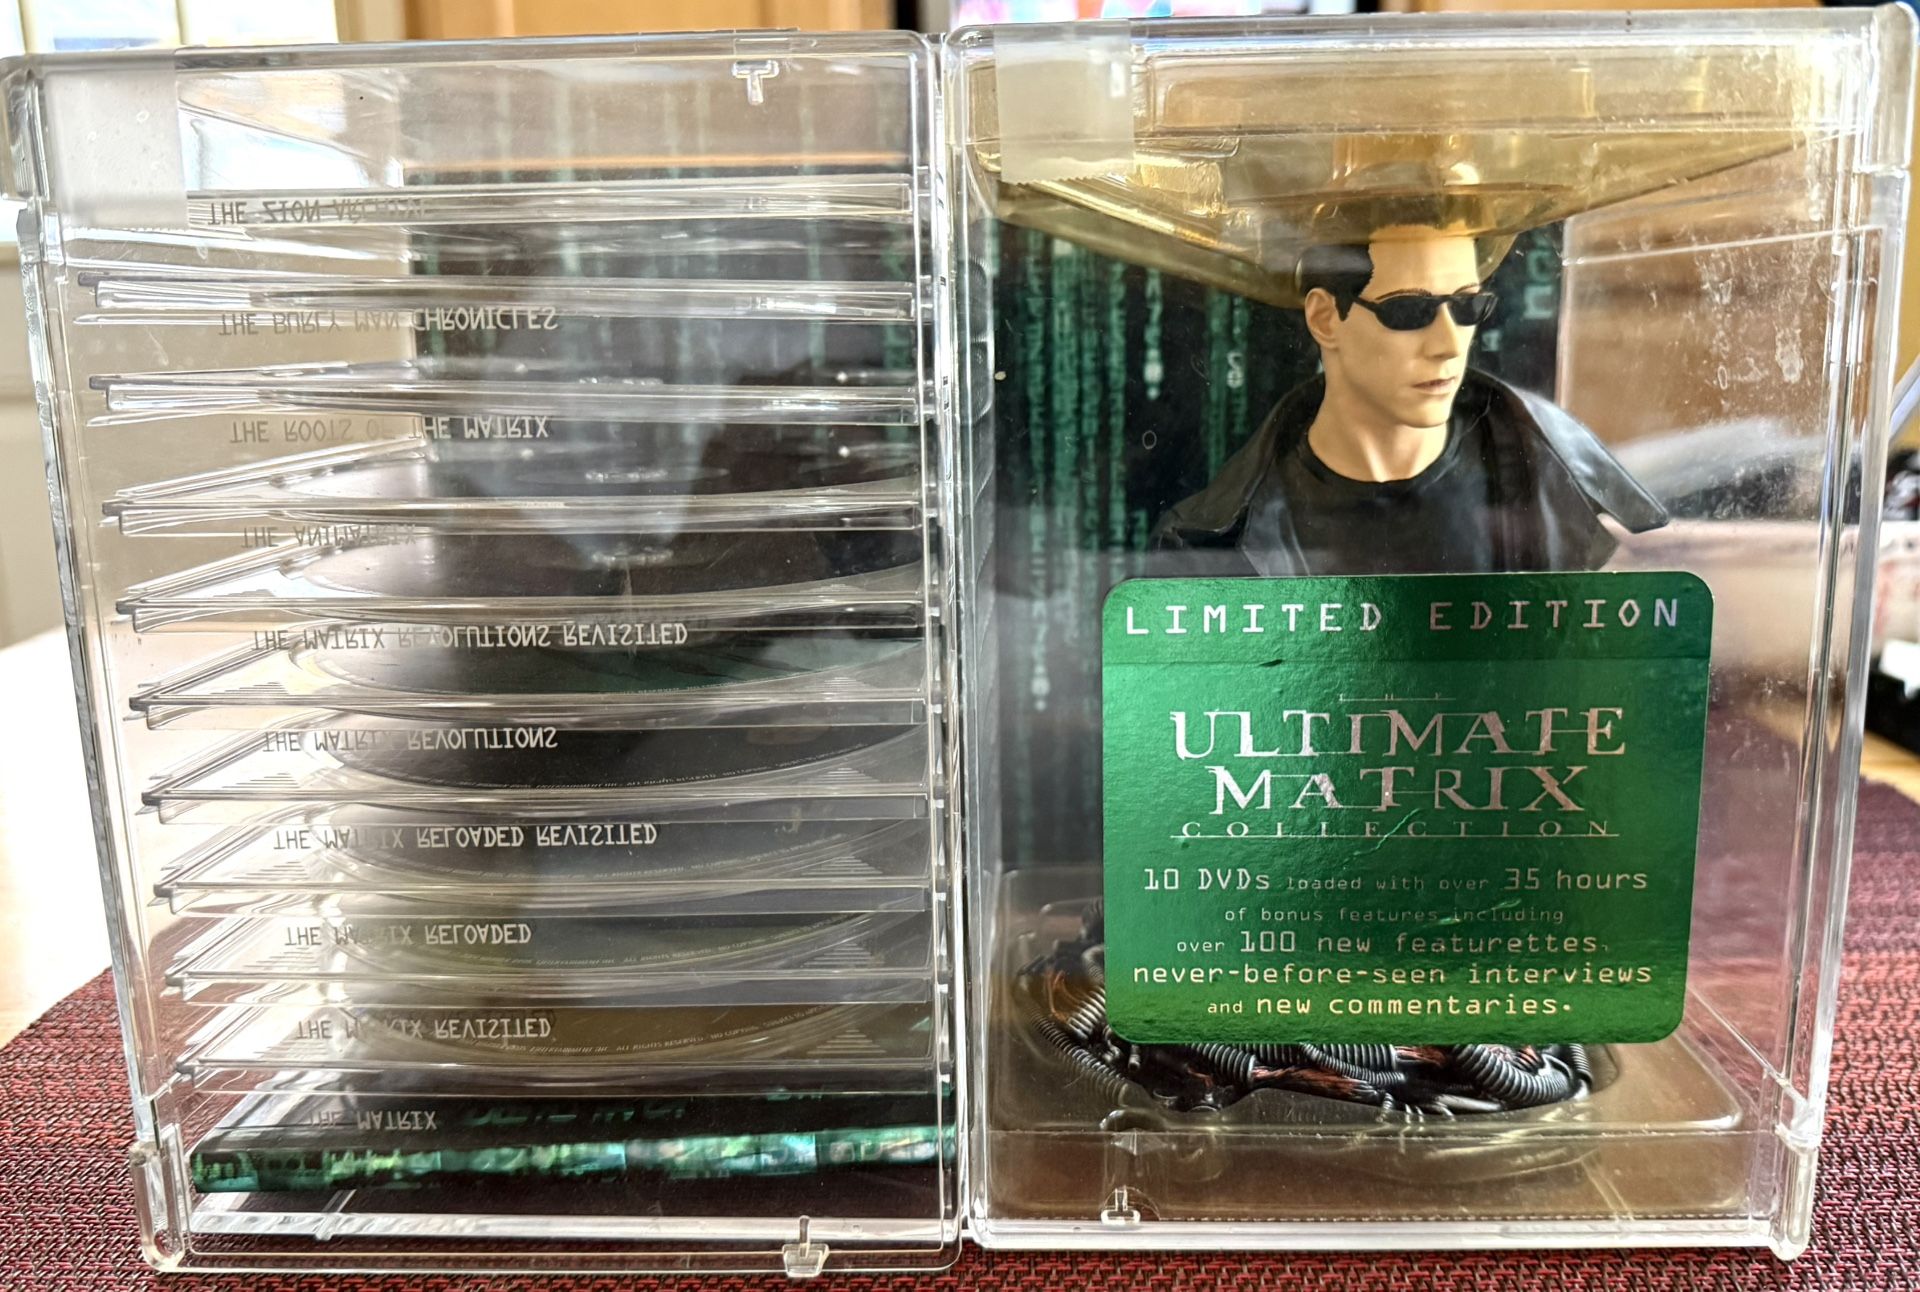 THE ZION ARCHIVE
THE BURLY MAN CHRONICLES
THE ROOTS OF THE MATRIX
THE ANIMATRIX
THE MATRIX REVOLUTIONS REVISITED
THE MATRIX REVOLUTIONS
THE MATRIX RELOADED REVISITED
THE MATRIX RELOADED
THE MATRIX REVISITED
THE MATRIX
LIMITED EDITION
THE
ULTIMATE
MATRIX
COLLECTION
10 DVDs loaded with over 35 hours
of bonus features including
over 100 new featurettes,
never-before-seen interviews
and new commentaries.